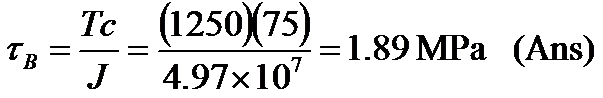 τ_B = Tc/J = (1250)(75)/4.97×10^7 = 1.89 MPa (Ans)